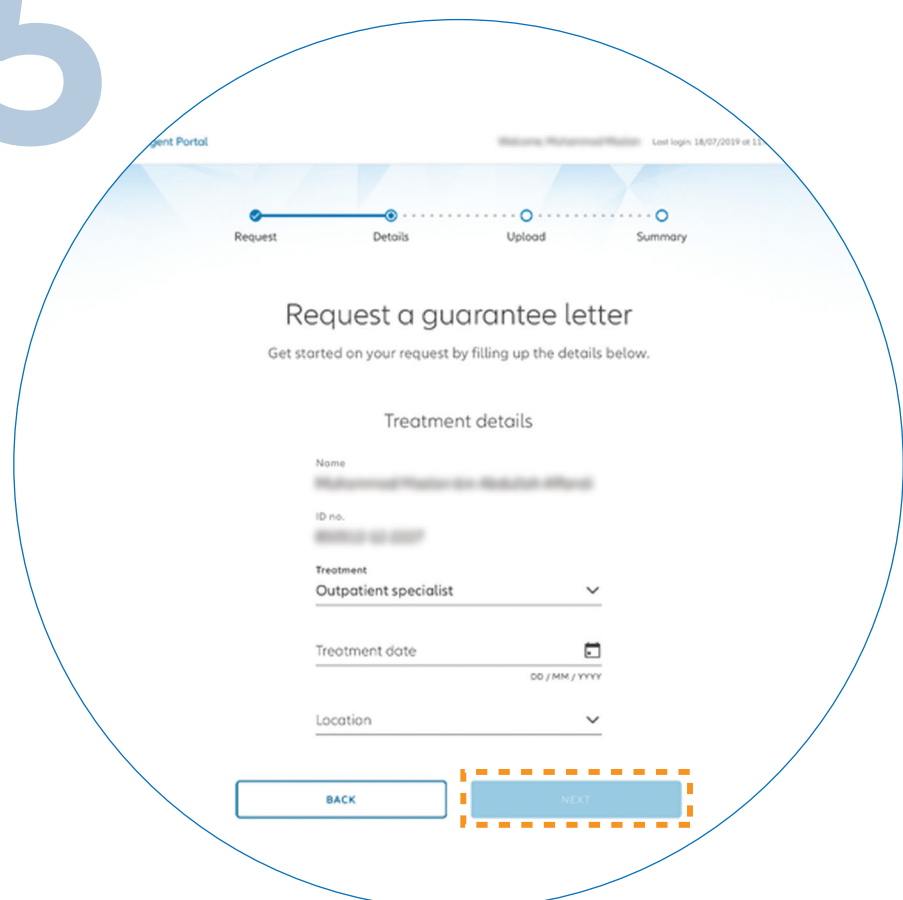 gent Portal
Last login: 18/07/2019 at 11
Request
Details
Upload
Summary
Request a guarantee letter
Get started on your request by filling up the details below.
Treatment details
Name
ID no.
Treatment
Outpatient specialist
Treatment date
DD / MM / YYYY
Location
BACK
NEXT